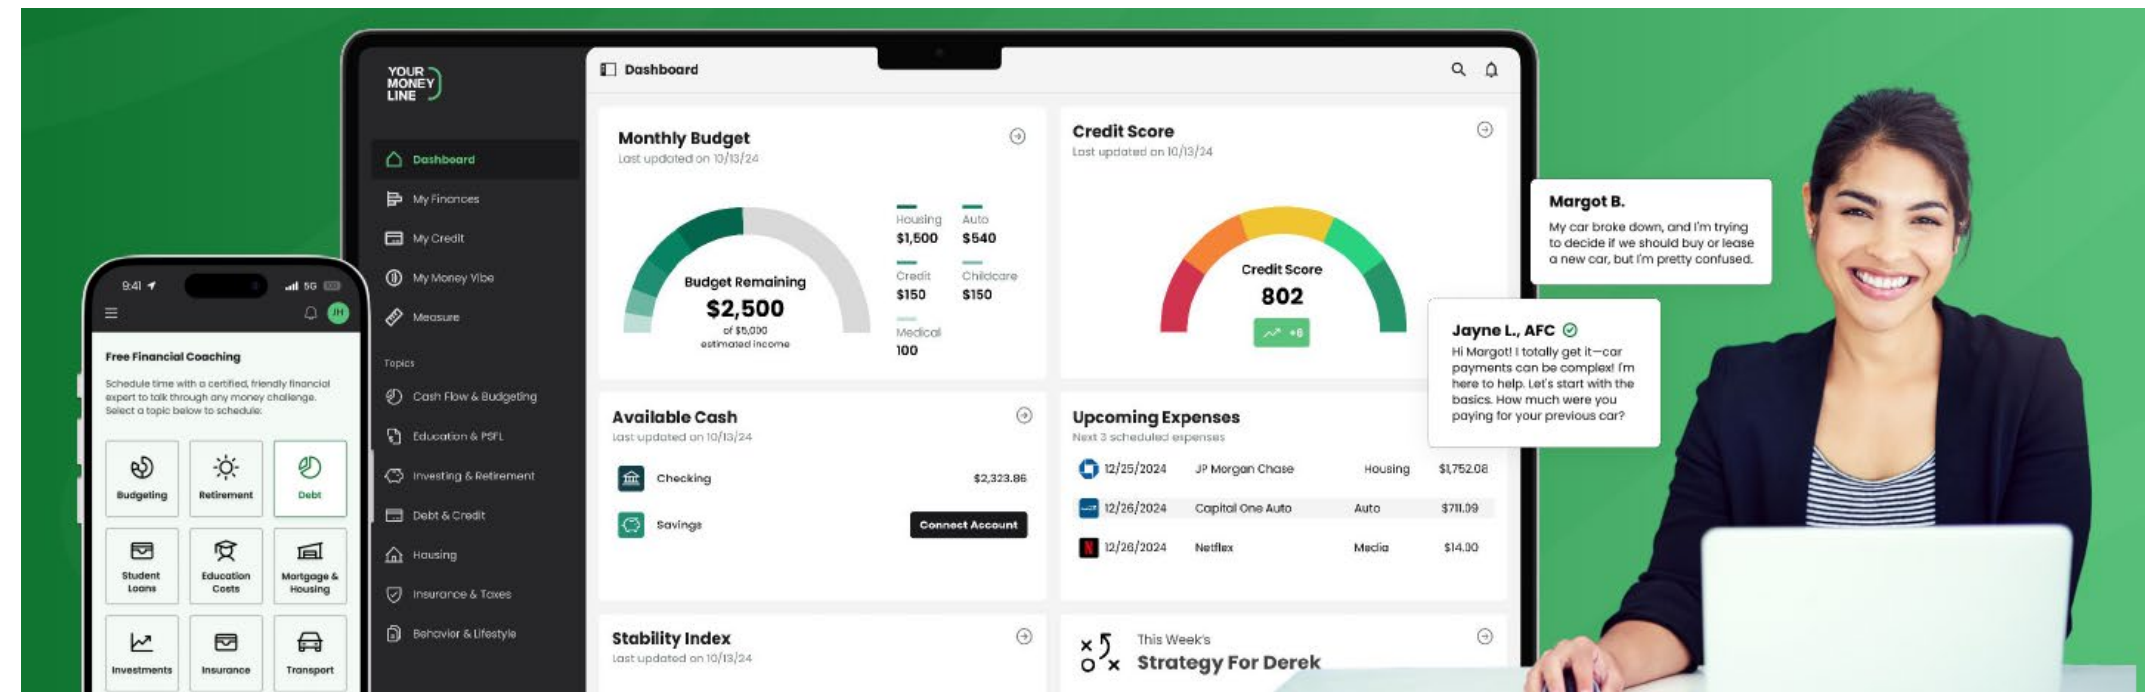 YOUR
MONEY
LINE
Dashboard
My Finances
My Credit
My Money Vibe
Measure
Topics
Cash Flow & Budgeting
Education & PSFL
Investing & Retirement
Debt & Credit
Housing
Insurance & Taxes
Behavior & Lifestyle
Dashboard
Monthly Budget
Last updated on 10/13/24
Budget Remaining
$2,500
of $5,000
estimated income
Housing
$1,500
Auto
$540
Credit
$150
Childcare
$150
Medical
100
Credit Score
Last updated on 10/13/24
Credit Score
802
+6
Available Cash
Last updated on 10/13/24
Checking $2,323.86
Savings Connect Account
Upcoming Expenses
Next 3 scheduled expenses
12/25/2024 JP Morgan Chase Housing $1,752.08
12/26/2024 Capital One Auto Auto $711.09
12/26/2024 Netflex Media $14.00
Stability Index
Last updated on 10/13/24
This Week's
Strategy For Derek
9:41 5G
JH
Free Financial Coaching
Schedule time with a certified, friendly financial
expert to talk through any money challenge.
Select a topic below to schedule:
Budgeting
Retirement
Debt
Student
Loans
Education
Costs
Mortgage &
Housing
Investments
Insurance
Transport
Margot B.
My car broke down, and I'm trying
to decide if we should buy or lease
a new car, but I'm pretty confused.
Jayne L., AFC
Hi Margot! I totally get it—car
payments can be complex! I'm
here to help. Let's start with the
basics. How much were you
paying for your previous car?